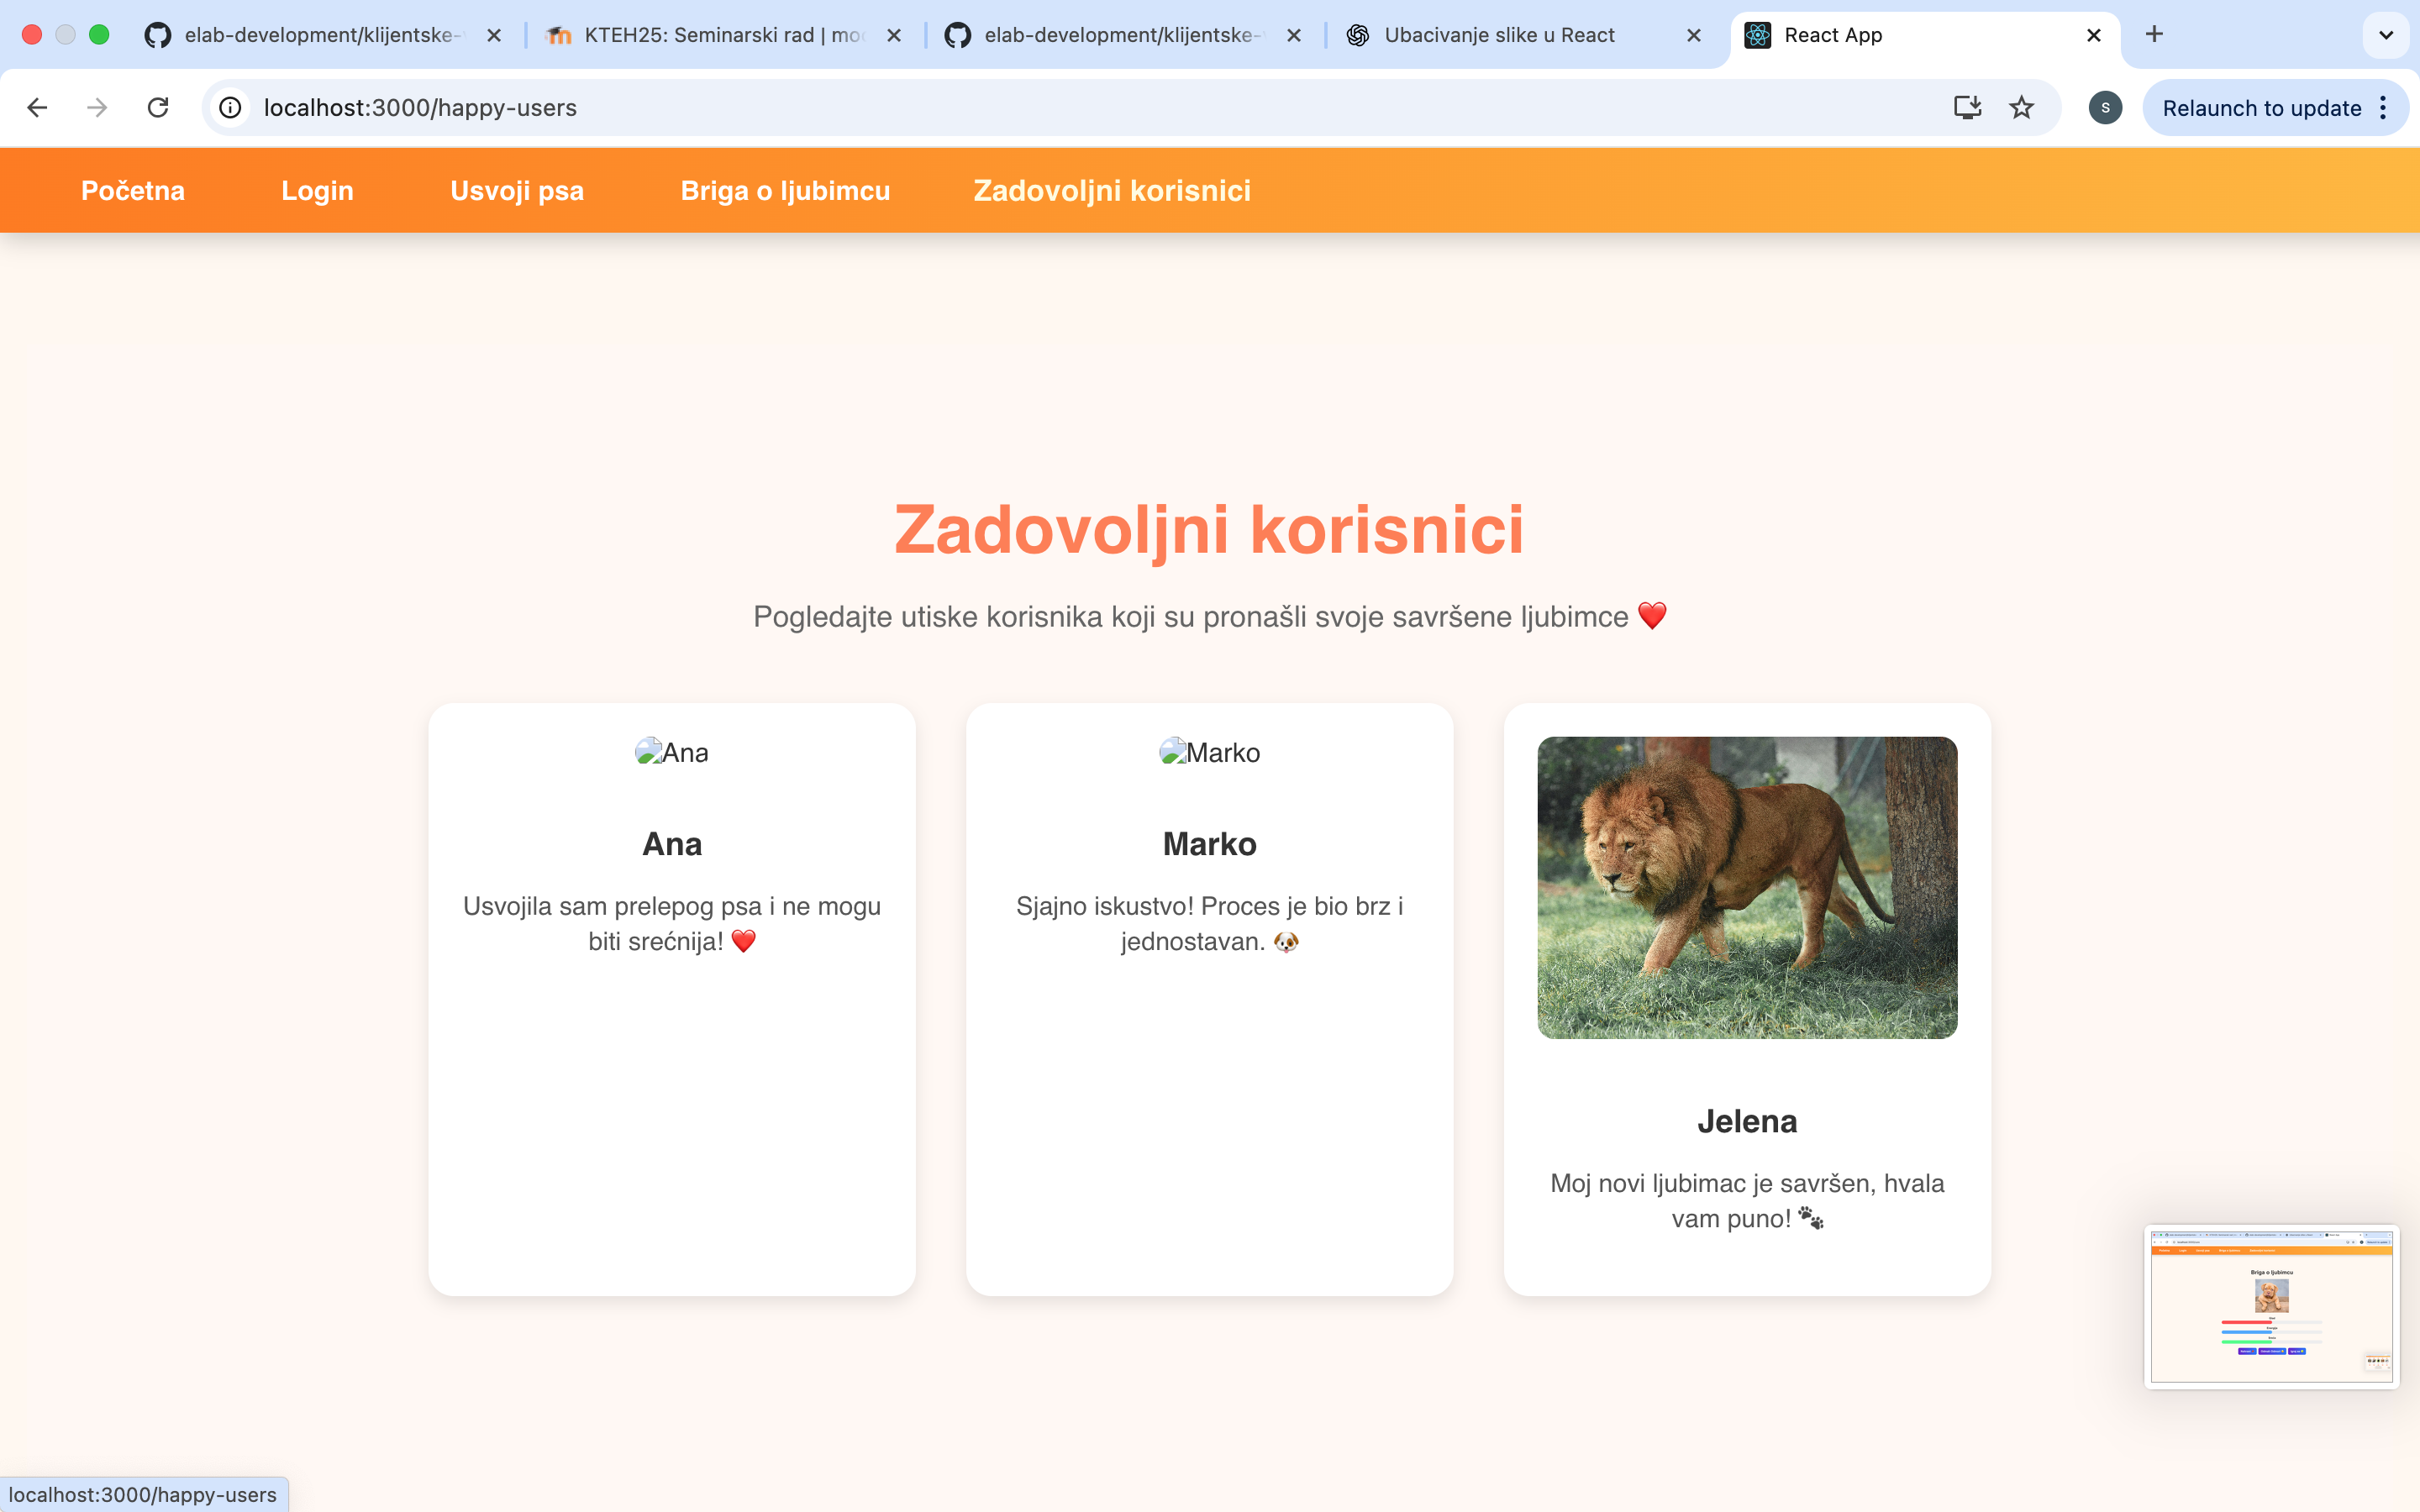 elab-development/klijentske-
KTEH25: Seminarski rad | mo
elab-development/klijentske-
Ubacivanje slike u React
React App
localhost:3000/happy-users
S
Relaunch to update
Početna
Login
Usvoji psa
Briga o ljubimcu
Zadovoljni korisnici
Zadovoljni korisnici
Pogledajte utiske korisnika koji su pronašli svoje savršene ljubimce ❤️
Ana
Ana
Usvojila sam prelepog psa i ne mogu
biti srećnija! ❤️
Marko
Marko
Sjajno iskustvo! Proces je bio brz i
jednostavan. 🐶
Jelena
Moj novi ljubimac je savršen, hvala
vam puno! 🐾
Briga o ljubimcu
localhost:3000/happy-users